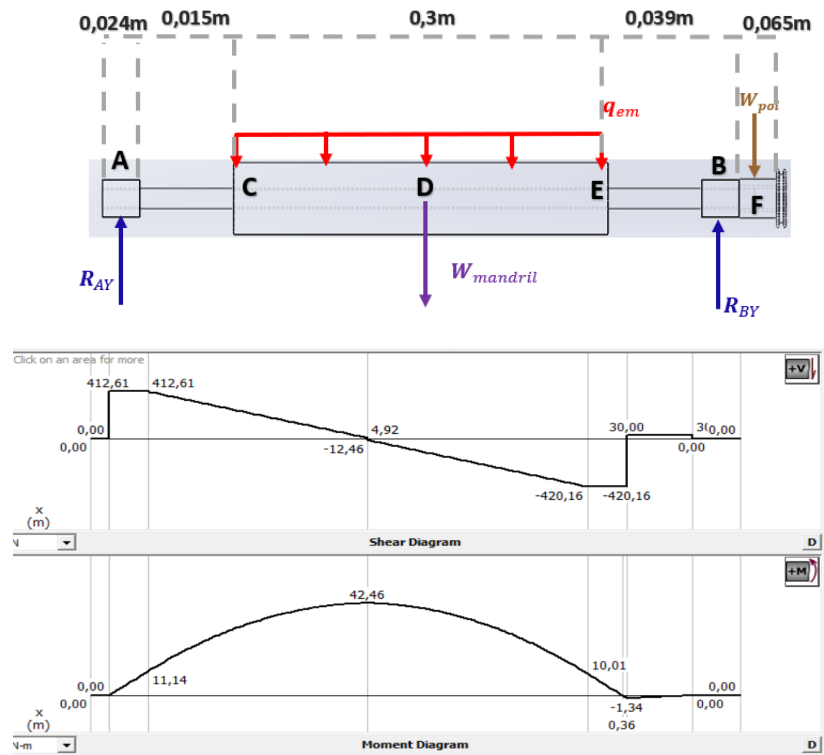 0,024m 0,015m 0,3m 0,039m 0,065m
W_pol
q_em
A B
C D E F
R_AY W_mandril R_BY
Click on an area for more
+V
412,61 412,61
0,00 4,92 30,00 0,00
0,00 -12,46 0,00 0,00
-420,16 -420,16
x
(m)
N Shear Diagram D
+M
42,46
10,01
0,00 11,14 0,00
0,00 -1,34 0,00
x 0,36
(m)
N-m Moment Diagram D